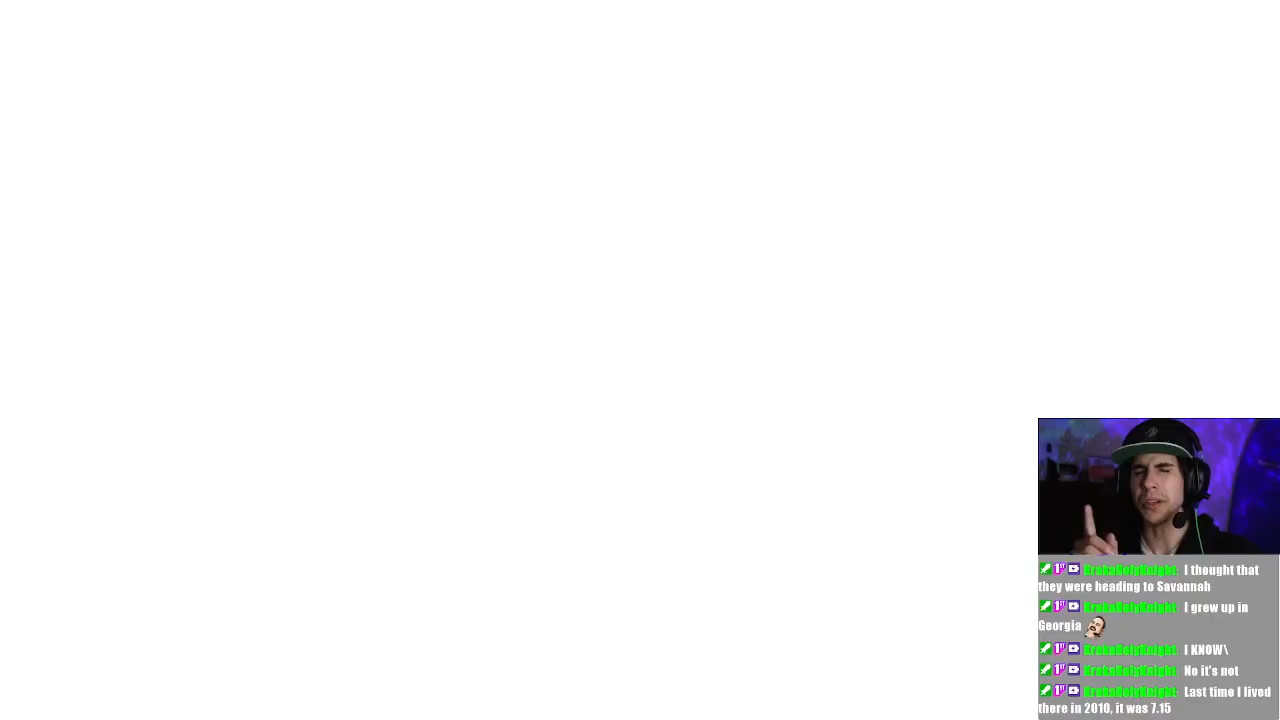 I thought that
they were heading to Savannah
I grew up in
Georgia
I KNOW\
No it's not
Last time I lived
there in 2010, it was 7.15